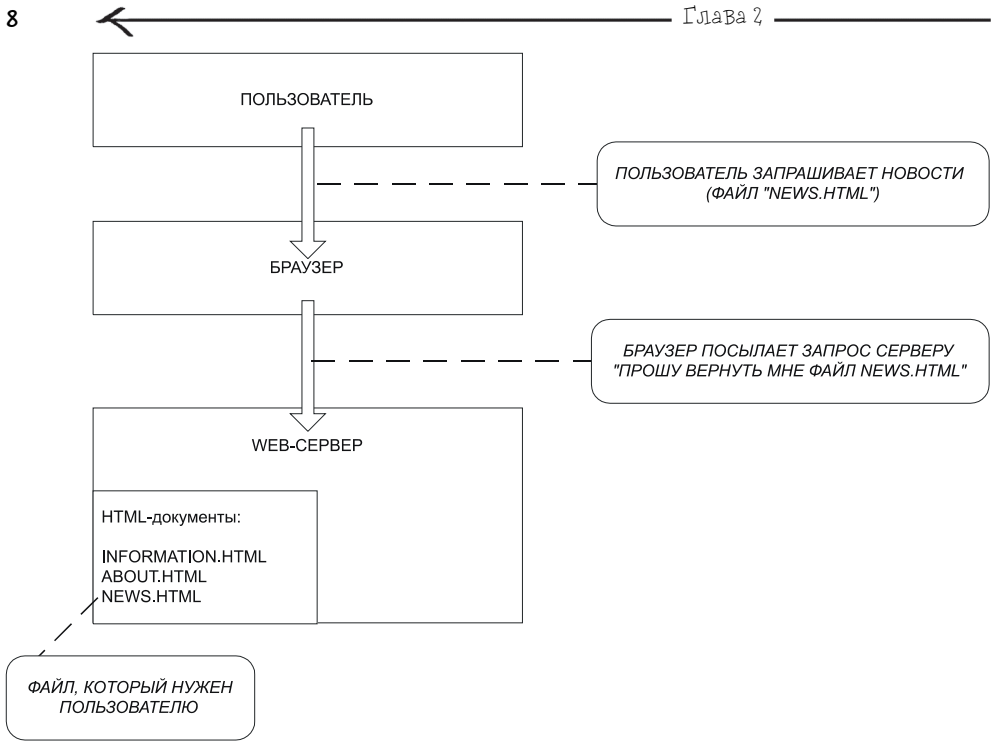 8
Глава 2
ПОЛЬЗОВАТЕЛЬ
ПОЛЬЗОВАТЕЛЬ ЗАПРАШИВАЕТ НОВОСТИ
(ФАЙЛ "NEWS.HTML")
БРАУЗЕР
БРАУЗЕР ПОСЫЛАЕТ ЗАПРОС СЕРВЕРУ
"ПРОШУ ВЕРНУТЬ МНЕ ФАЙЛ NEWS.HTML"
WEB-СЕРВЕР
HTML-документы:
INFORMATION.HTML
ABOUT.HTML
NEWS.HTML
ФАЙЛ, КОТОРЫЙ НУЖЕН
ПОЛЬЗОВАТЕЛЮ